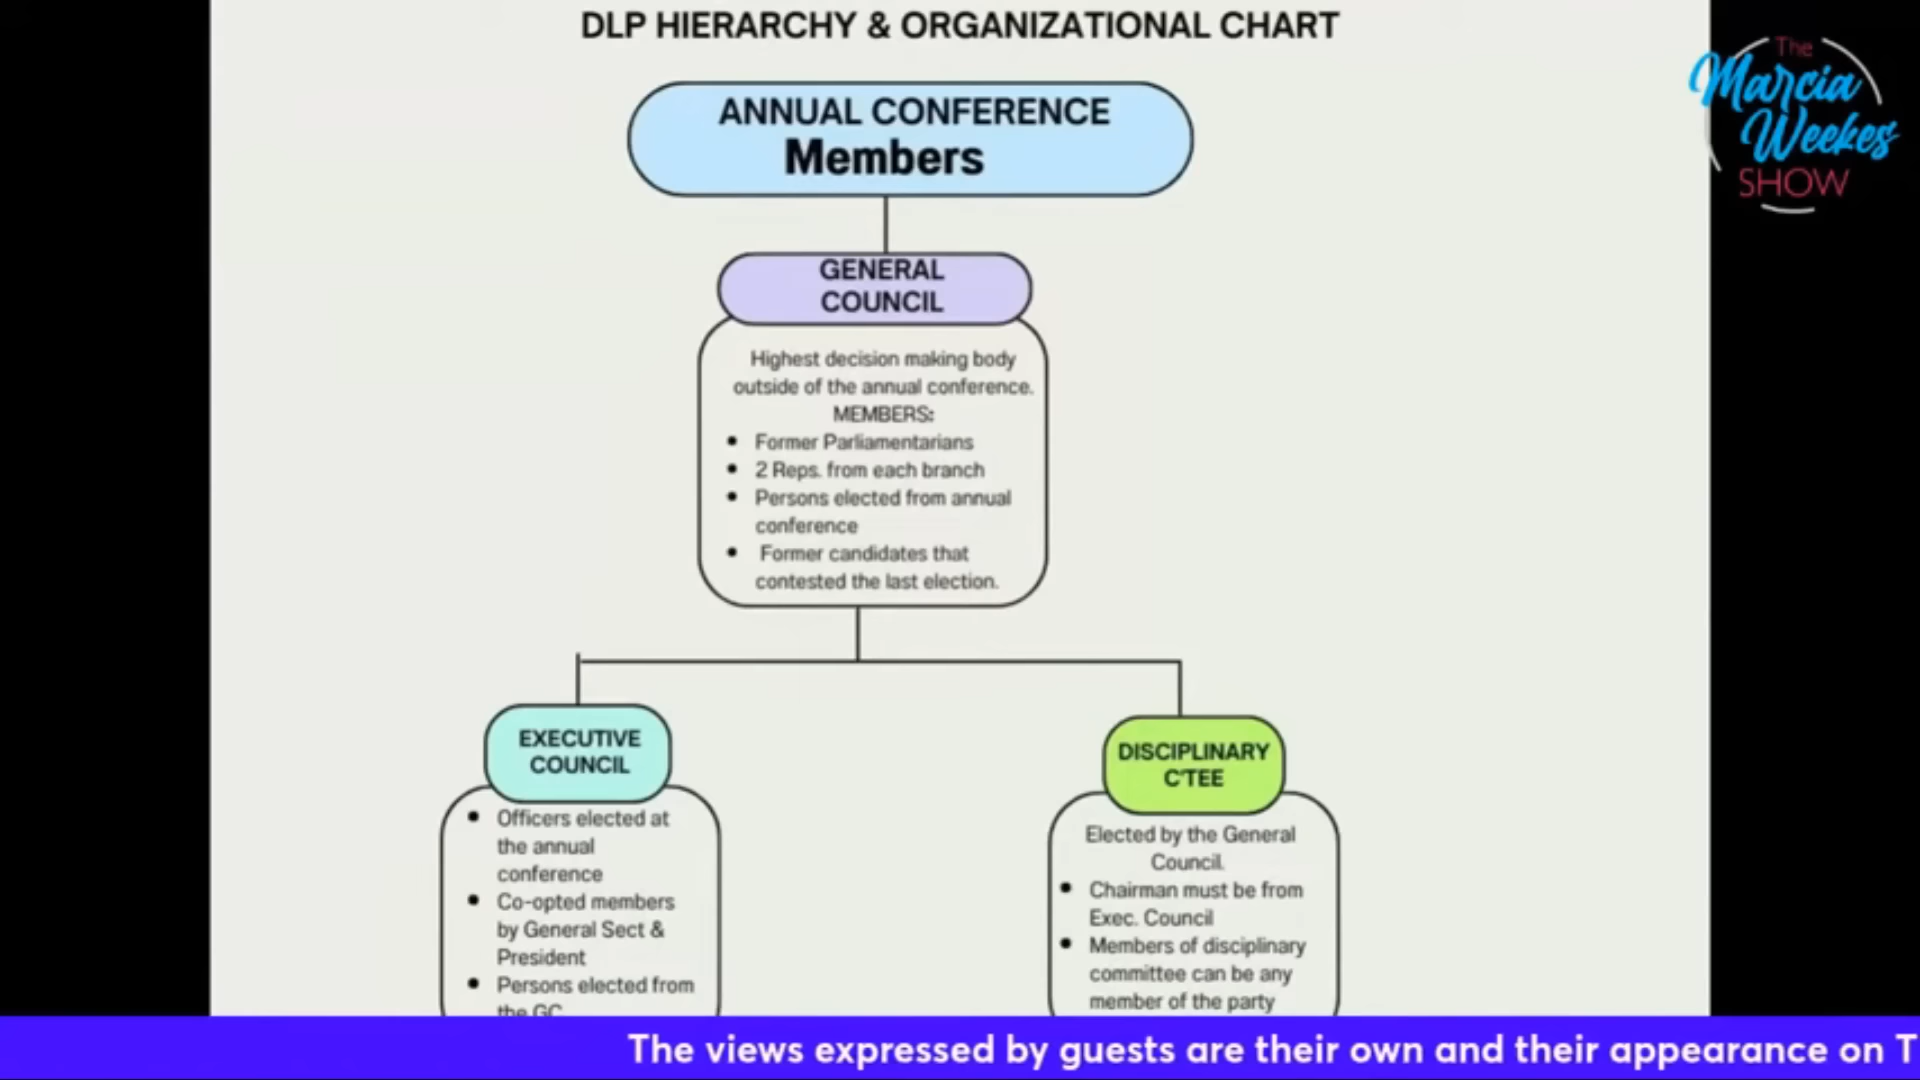 DLP HIERARCHY & ORGANIZATIONAL CHART
The
Marcia
Weekes
SHOW
ANNUAL CONFERENCE
Members
GENERAL
COUNCIL
Highest decision making body
outside of the annual conference.
MEMBERS:
• Former Parliamentarians
• 2 Reps. from each branch
• Persons elected from annual
conference
• Former candidates that
contested the last election.
EXECUTIVE
COUNCIL
• Officers elected at
the annual
conference
• Co-opted members
by General Sect &
President
• Persons elected from
the GC
DISCIPLINARY
C'TEE
Elected by the General
Council.
• Chairman must be from
Exec. Council
• Members of disciplinary
committee can be any
member of the party
The views expressed by guests are their own and their appearance on T